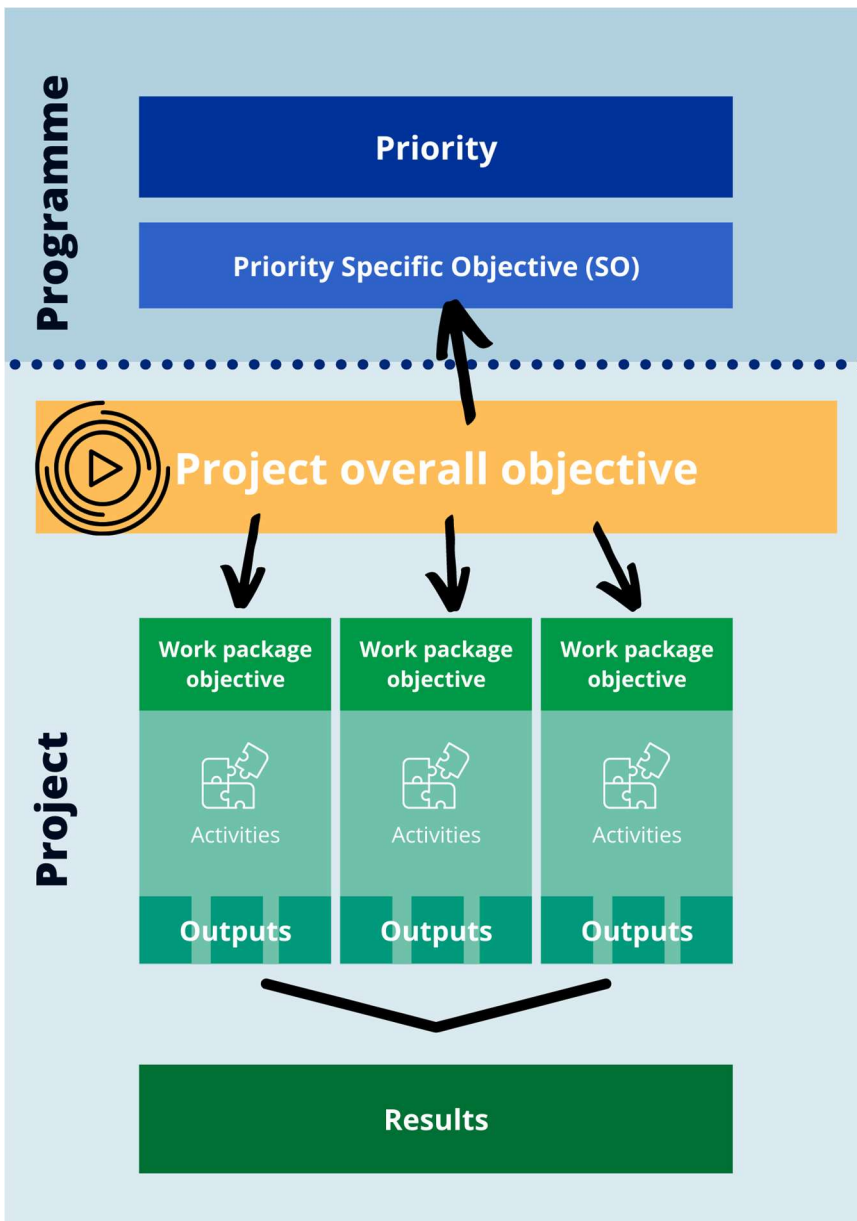 Programme
Priority
Priority Specific Objective (SO)
Project overall objective
Project
Work package
objective
Work package
objective
Work package
objective
Activities
Activities
Activities
Outputs
Outputs
Outputs
Results